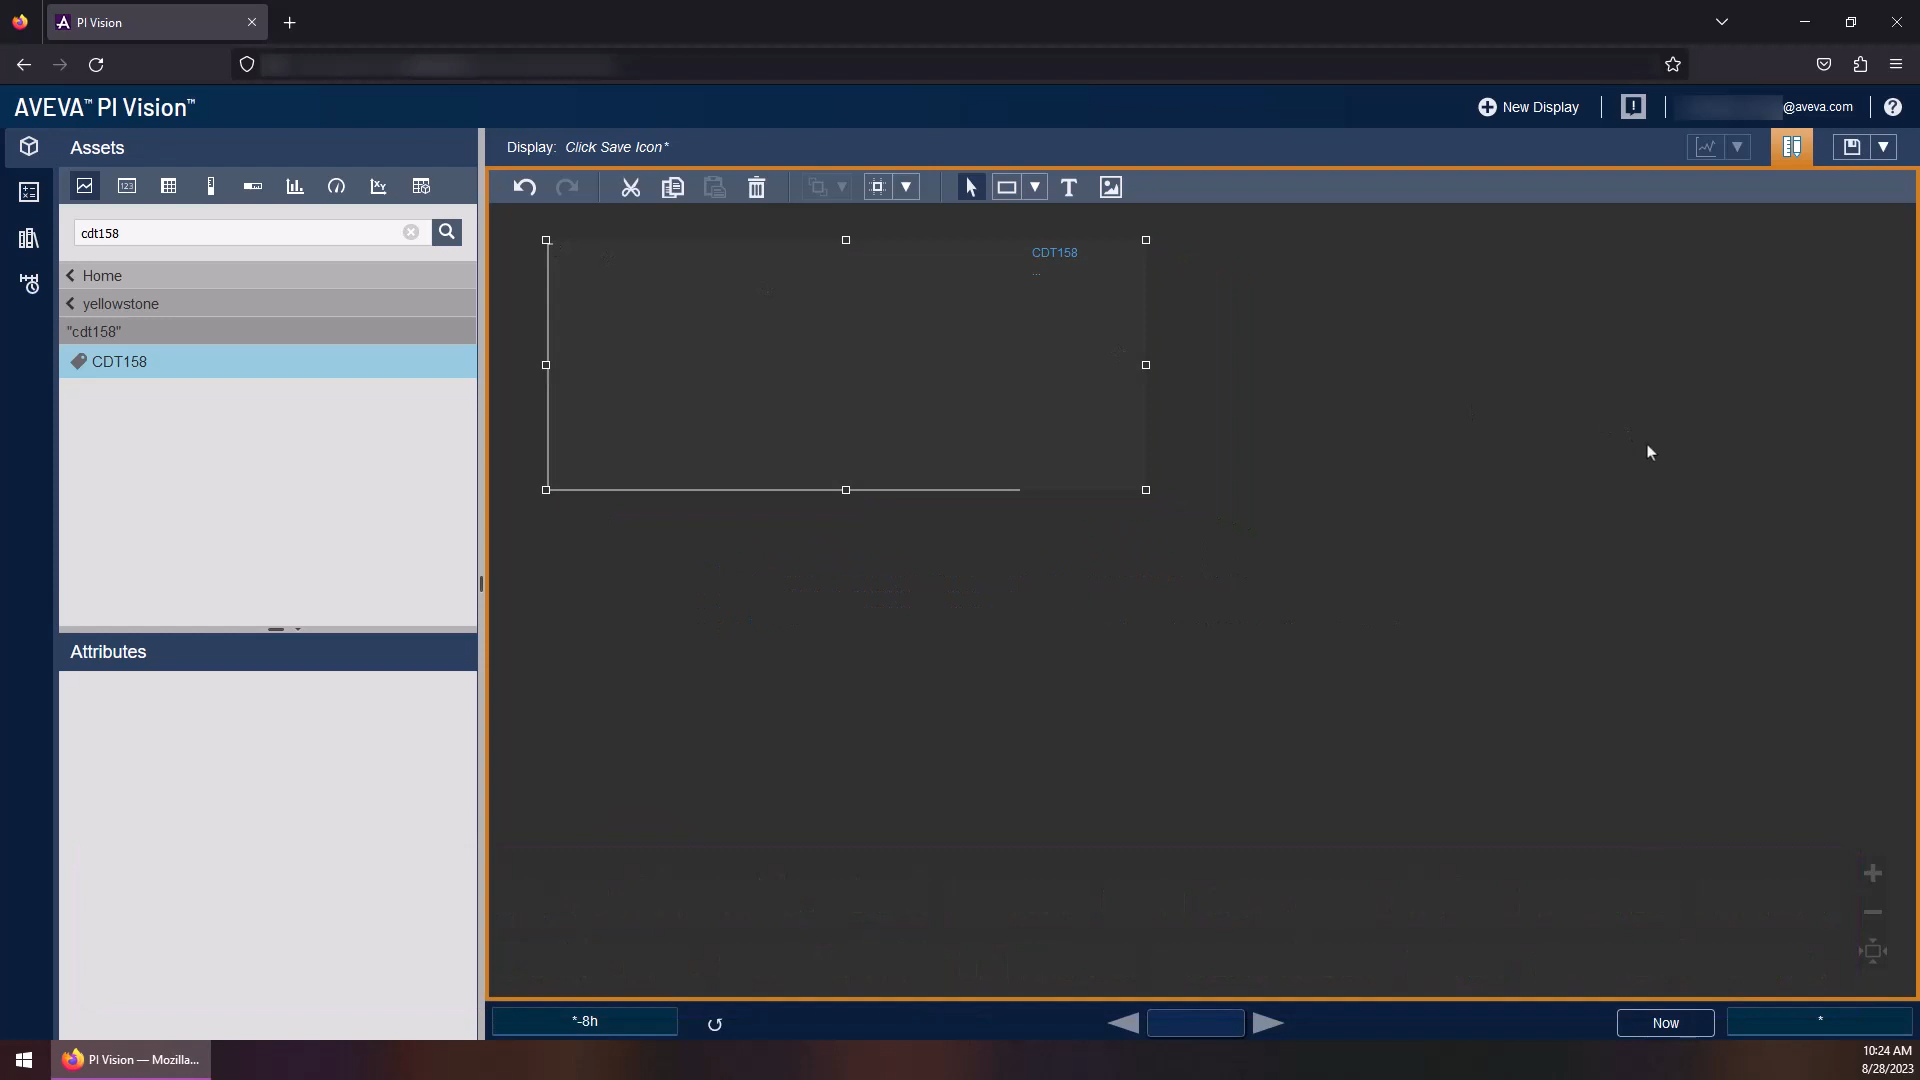 PI Vision
AVEVA™ PI Vision™
New Display
@aveva.com
Assets
Display: Click Save Icon*
123
cdt158
Home
yellowstone
"cdt158"
CDT158
CDT158
...
Attributes
*-8h
Now
*
PI Vision — Mozilla...
10:24 AM
8/28/2023